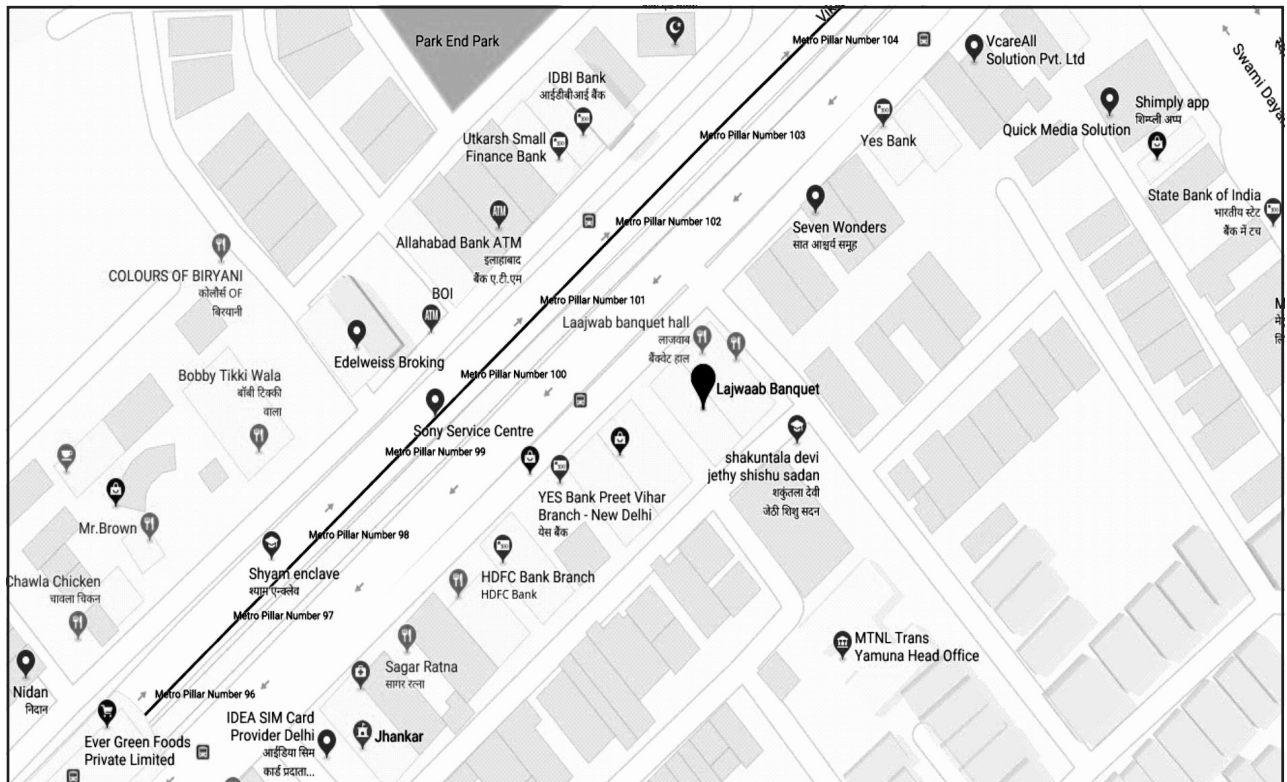 Park End Park
Metro Pillar Number 104
VcareAll
Solution Pvt. Ltd
Swami
IDBI Bank
आईडीबीआई बैंक
Shimply app
शिम्प्ली अप्प
Quick Media Solution
Metro Pillar Number 103
Utkarsh Small
Finance Bank
Yes Bank
State Bank of India
भारतीय स्टेट
बैंक में टच
Metro Pillar Number 102
Seven Wonders
सात आश्चर्य समूह
ATM
Allahabad Bank ATM
इलाहाबाद
बैंक ए.टी.एम
COLOURS OF BIRYANI
कोलौर्स OF
बिरयानी
BOI
ATM
Metro Pillar Number 101
Laajwab banquet hall
लाजवाब
बैंक्वेट हाल
Edelweiss Broking
Metro Pillar Number 100
Bobby Tikki Wala
बॉबी टिक्की
वाला
Lajwaab Banquet
Sony Service Centre
Metro Pillar Number 99
shakuntala devi
jethy shishu sadan
शकुंतला देवी
जेठी शिशु सदन
YES Bank Preet Vihar
Branch - New Delhi
येस बैंक
Mr.Brown
Metro Pillar Number 98
Shyam enclave
श्याम एन्क्लेव
HDFC Bank Branch
HDFC Bank
Chawla Chicken
चावला चिकन
Metro Pillar Number 97
MTNL Trans
Yamuna Head Office
Sagar Ratna
सागर रत्ना
Nidan
निदान
Metro Pillar Number 96
IDEA SIM Card
Provider Delhi
आईडिया सिम
कार्ड प्रदाता...
Jhankar
Ever Green Foods
Private Limited